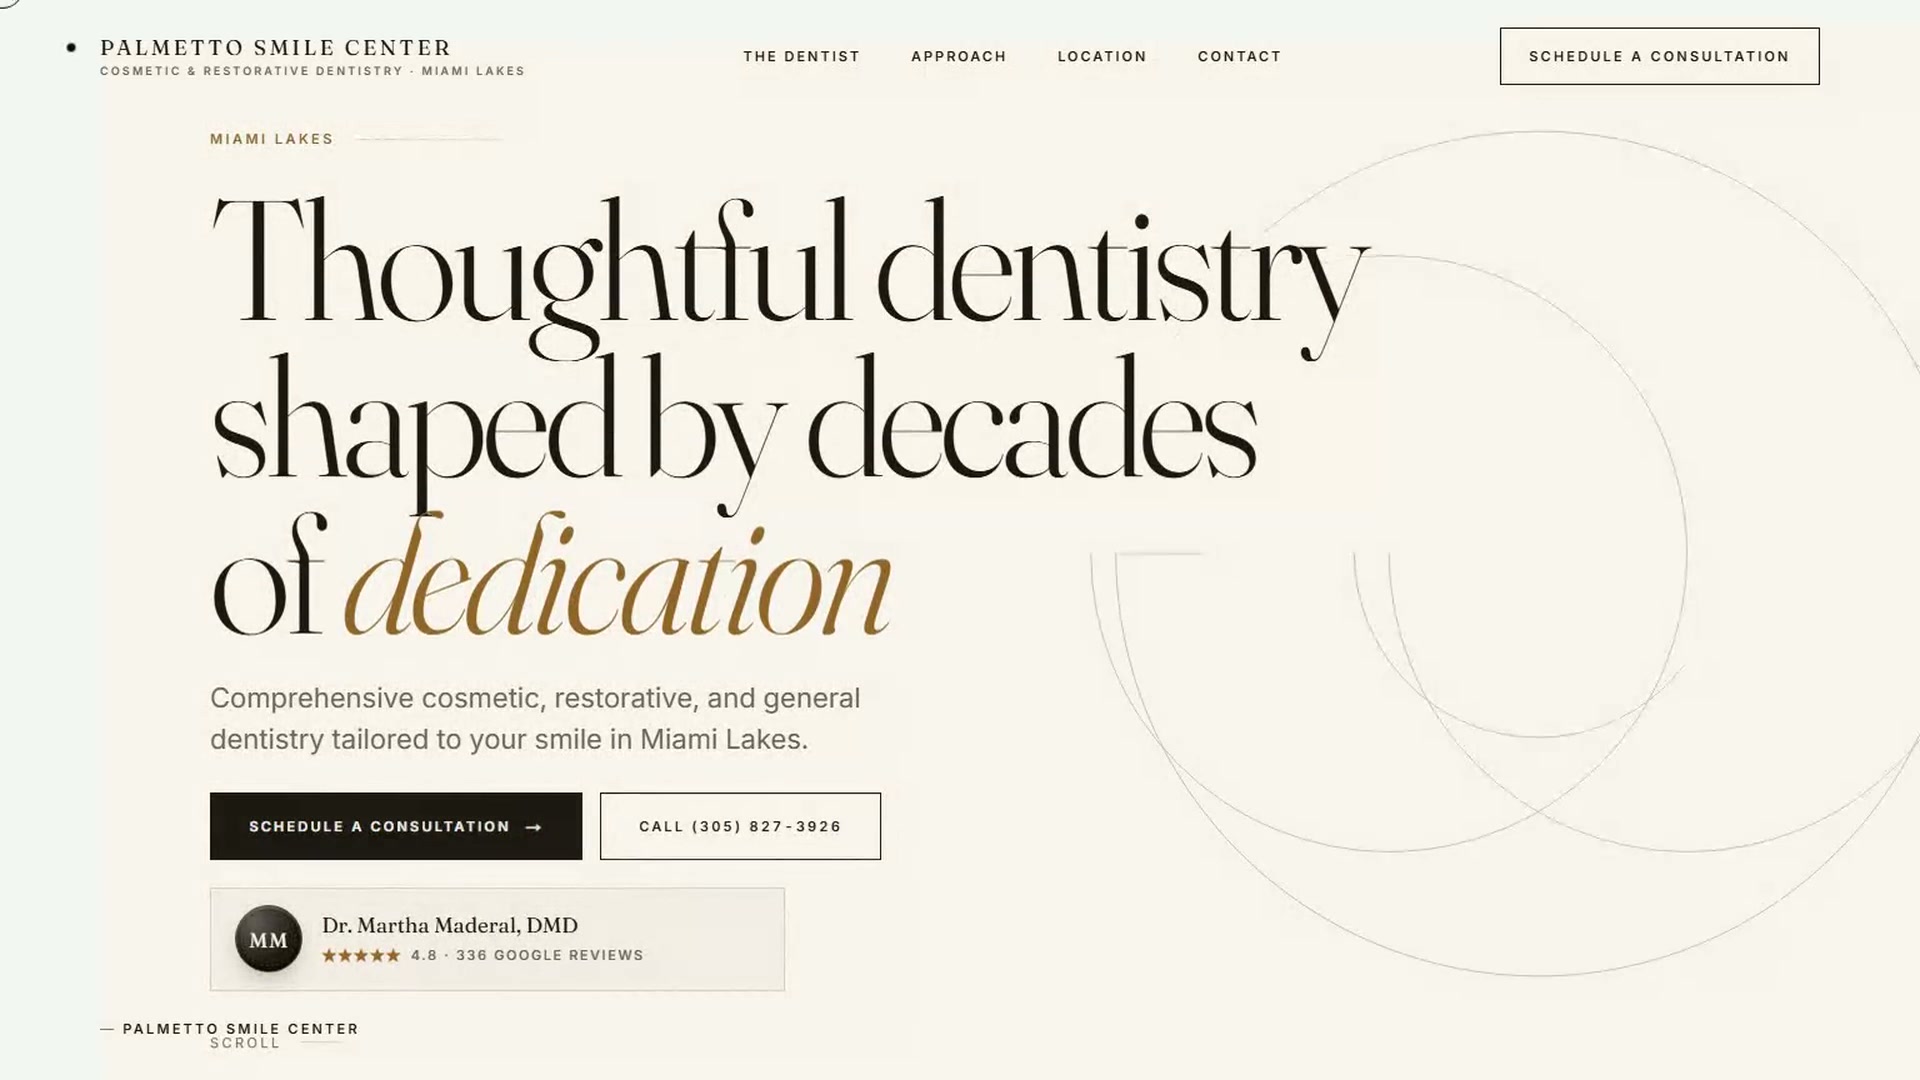 PALMETTO SMILE CENTER
COSMETIC & RESTORATIVE DENTISTRY · MIAMI LAKES
THE DENTIST
APPROACH
LOCATION
CONTACT
SCHEDULE A CONSULTATION
MIAMI LAKES
Thoughtful dentistry
shaped by decades
of dedication
Comprehensive cosmetic, restorative, and general
dentistry tailored to your smile in Miami Lakes.
SCHEDULE A CONSULTATION →
CALL (305) 827-3926
MM
Dr. Martha Maderal, DMD
★★★★★ 4.8 · 336 GOOGLE REVIEWS
— PALMETTO SMILE CENTER
SCROLL